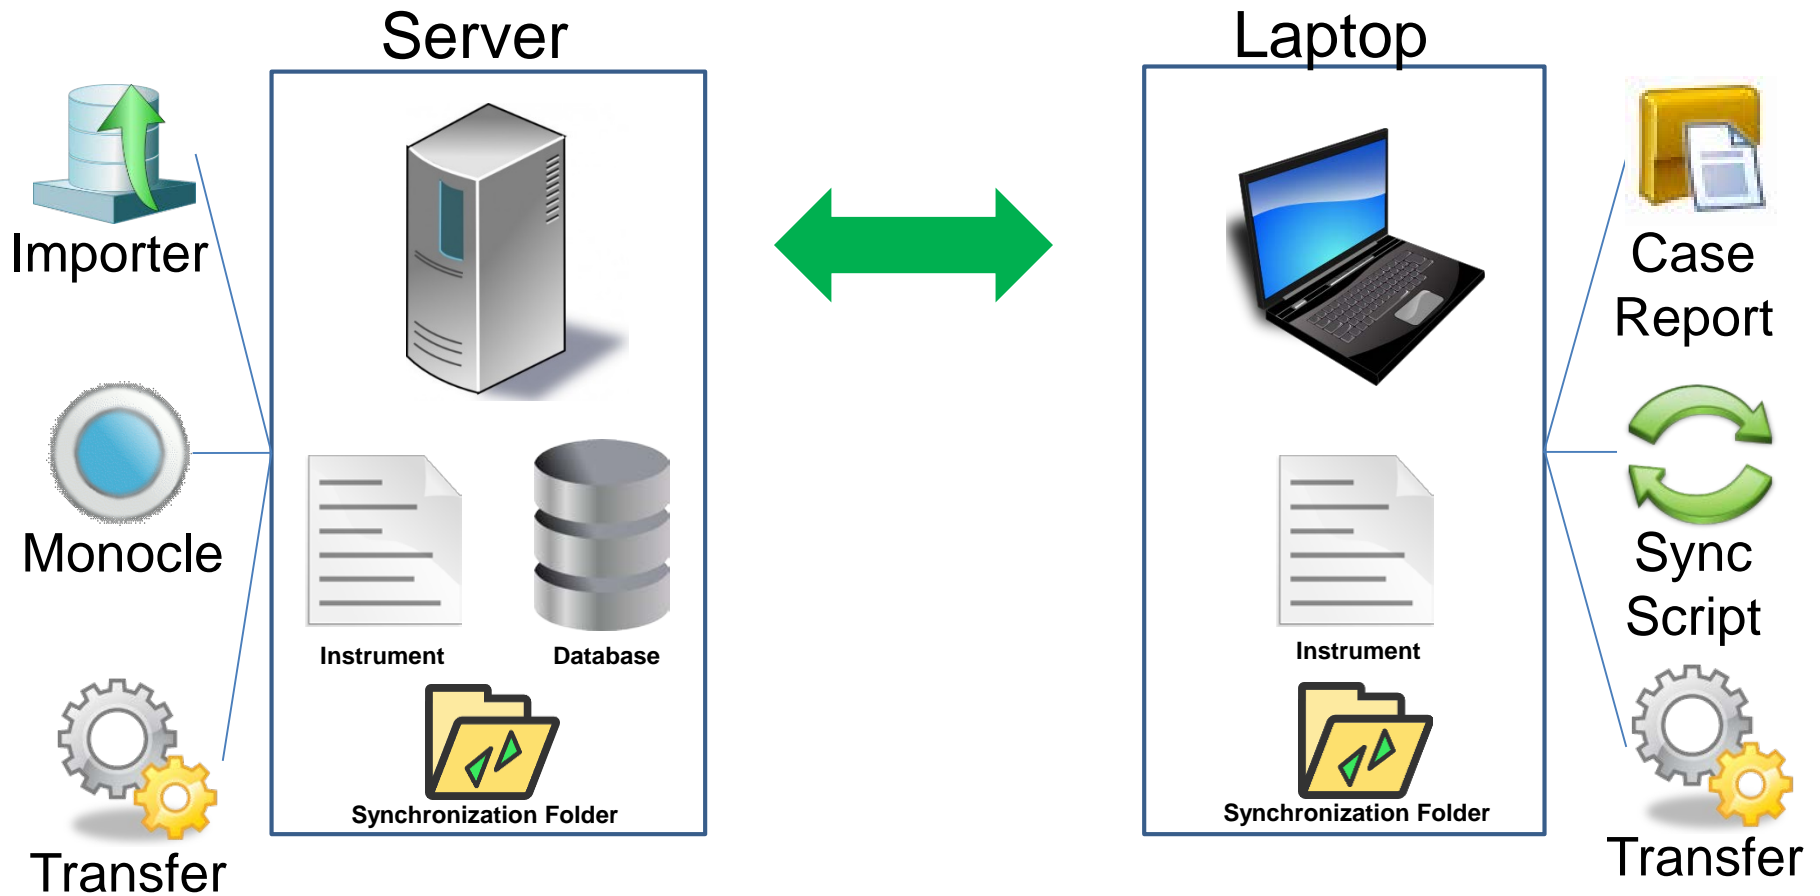 Server
Laptop
Importer
Monocle
Transfer
Instrument
Database
Synchronization Folder
Instrument
Synchronization Folder
Case
Report
Sync
Script
Transfer